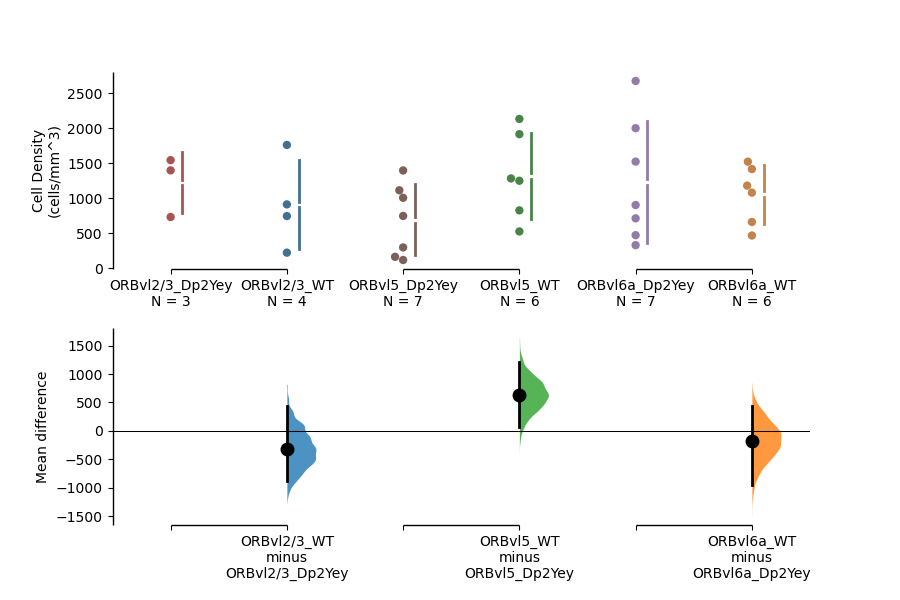 Cell Density
(cells/mm^3)
2500
2000
1500
1000
500
0
ORBvl2/3_Dp2Yey
N = 3
ORBvl2/3_WT
N = 4
ORBvl5_Dp2Yey
N = 7
ORBvl5_WT
N = 6
ORBvl6a_Dp2Yey
N = 7
ORBvl6a_WT
N = 6
Mean difference
1500
1000
500
0
−500
−1000
−1500
ORBvl2/3_WT
minus
ORBvl2/3_Dp2Yey
ORBvl5_WT
minus
ORBvl5_Dp2Yey
ORBvl6a_WT
minus
ORBvl6a_Dp2Yey